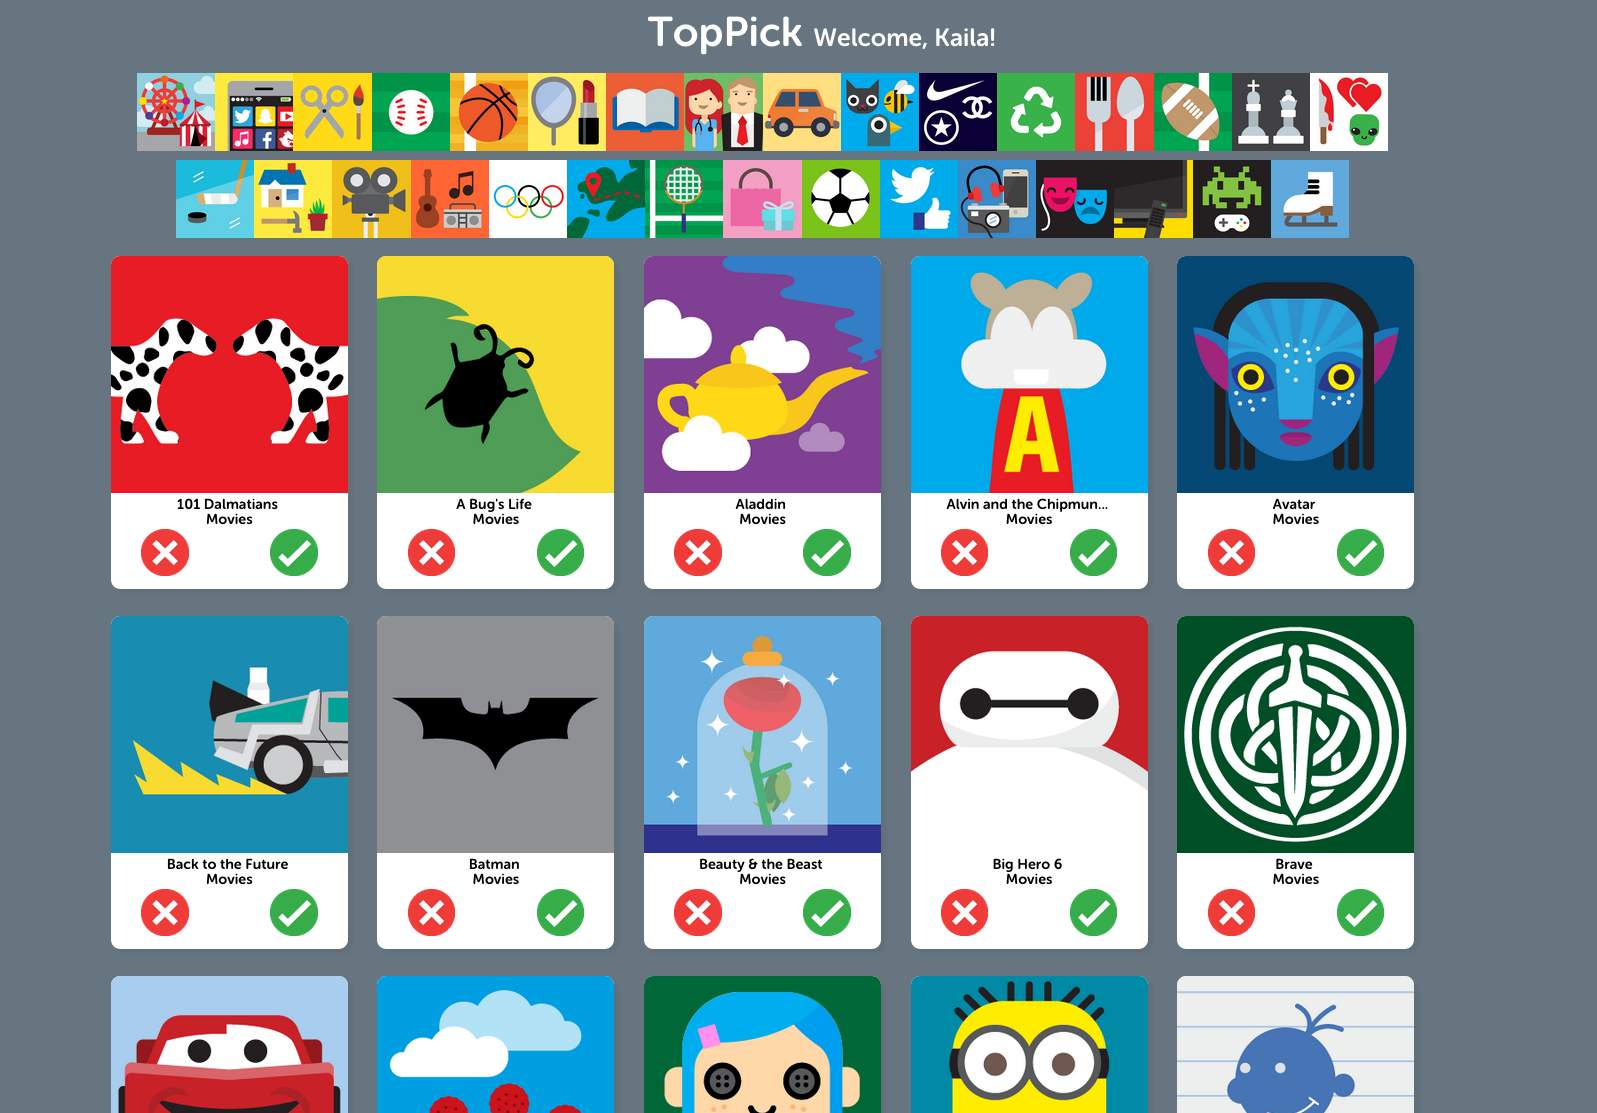 TopPick Welcome, Kaila!
101 Dalmatians
Movies
A Bug's Life
Movies
Aladdin
Movies
A
Alvin and the Chipmun...
Movies
Avatar
Movies
Back to the Future
Movies
Batman
Movies
Beauty & the Beast
Movies
Big Hero 6
Movies
Brave
Movies